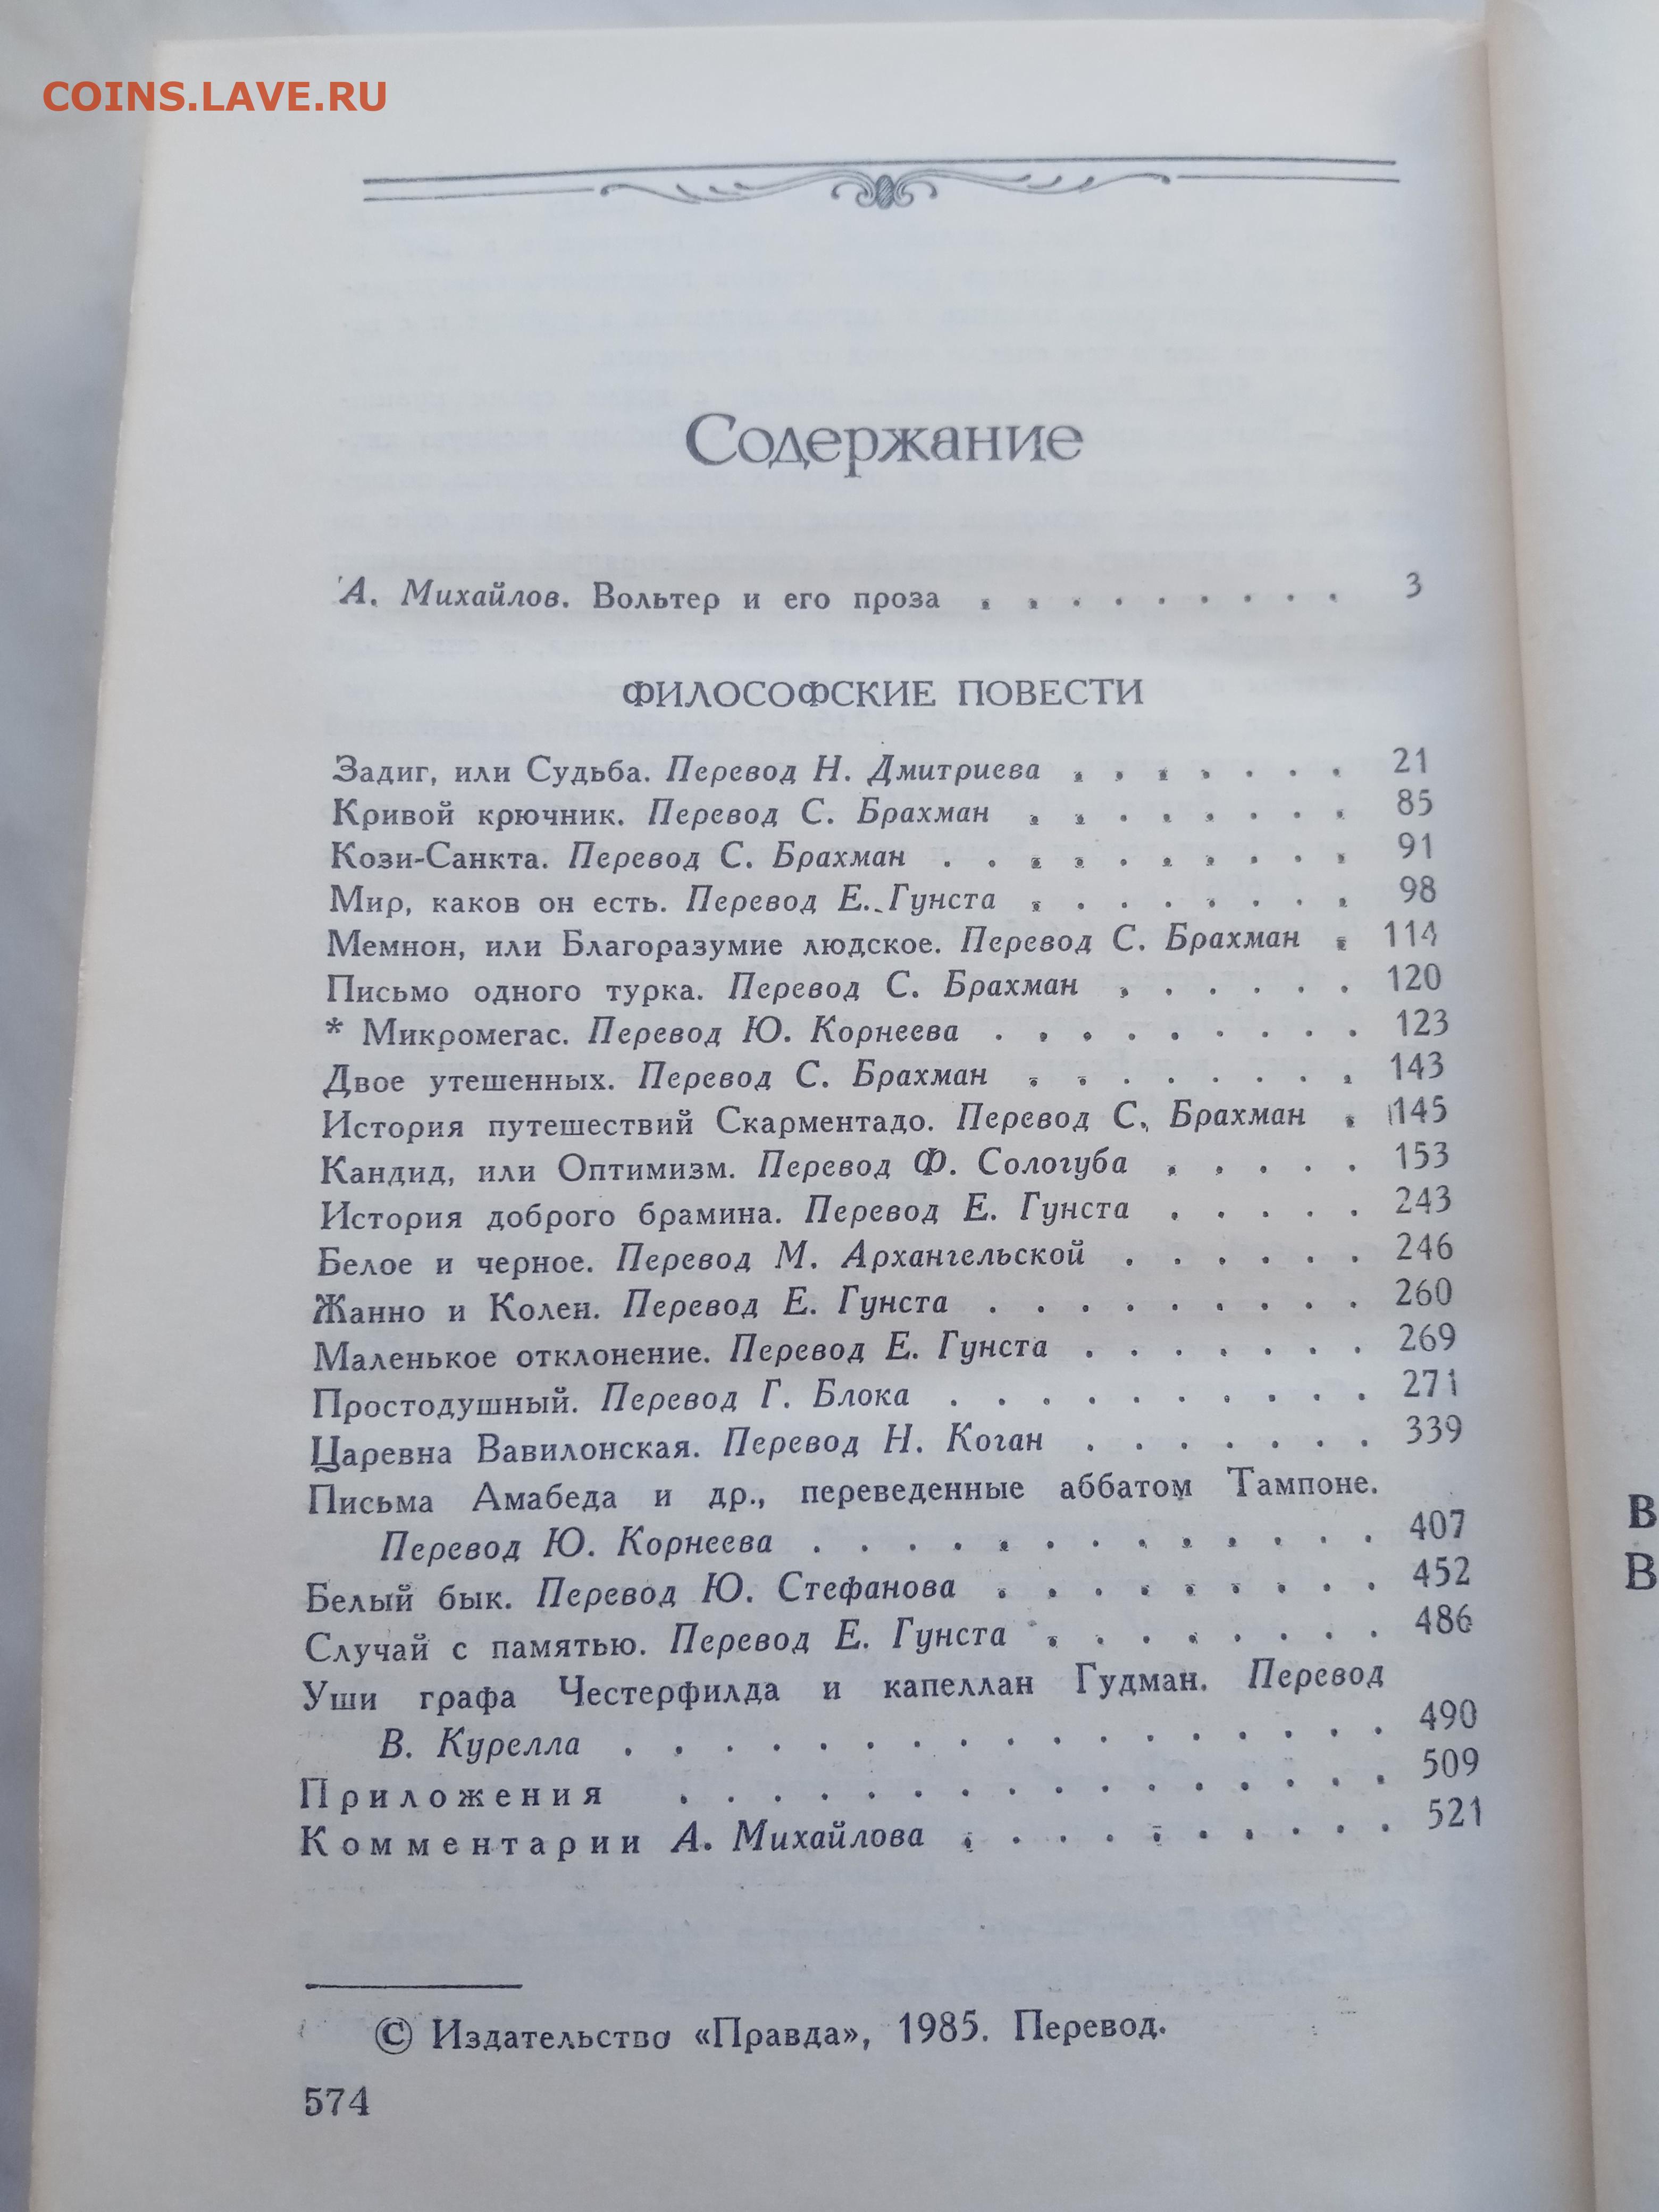 COINS.LAVE.RU
Содержание
А. Михайлов. Вольтер и его проза . . . . . . . . . 3
ФИЛОСОФСКИЕ ПОВЕСТИ
Задиг, или Судьба. Перевод Н. Дмитриева . . . . . . . 21
Кривой крючник. Перевод С. Брахман . . . . . . . . 85
Кози-Санкта. Перевод С. Брахман . . . . . . . . . . 91
Мир, каков он есть. Перевод Е. Гунста . . . . . . . . 98
Мемнон, или Благоразумие людское. Перевод С. Брахман . 114
Письмо одного турка. Перевод С. Брахман . . . . . . 120
* Микромегас. Перевод Ю. Корнеева . . . . . . . . . 123
Двое утешенных. Перевод С. Брахман . . . . . . . . 143
История путешествий Скарментадо. Перевод С. Брахман . 145
Кандид, или Оптимизм. Перевод Ф. Сологуба . . . . . 153
История доброго брамина. Перевод Е. Гунста . . . . . 243
Белое и черное. Перевод М. Архангельской . . . . . . 246
Жанно и Колен. Перевод Е. Гунста . . . . . . . . . 260
Маленькое отклонение. Перевод Е. Гунста . . . . . . . 269
Простодушный. Перевод Г. Блока . . . . . . . . . . 271
Царевна Вавилонская. Перевод Н. Коган . . . . . . . 339
Письма Амабеда и др., переведенные аббатом Тампоне.
Перевод Ю. Корнеева . . . . . . . . . . . . . 407
Белый бык. Перевод Ю. Стефанова . . . . . . . . . 452
Случай с памятью. Перевод Е. Гунста . . . . . . . . 486
Уши графа Честерфилда и капеллан Гудман. Перевод
В. Курелла . . . . . . . . . . . . . . . . . 490
Приложения . . . . . . . . . . . . . . . . 509
Комментарии А. Михайлова . . . . . . . . . . 521
© Издательство «Правда», 1985. Перевод.
574
В
В